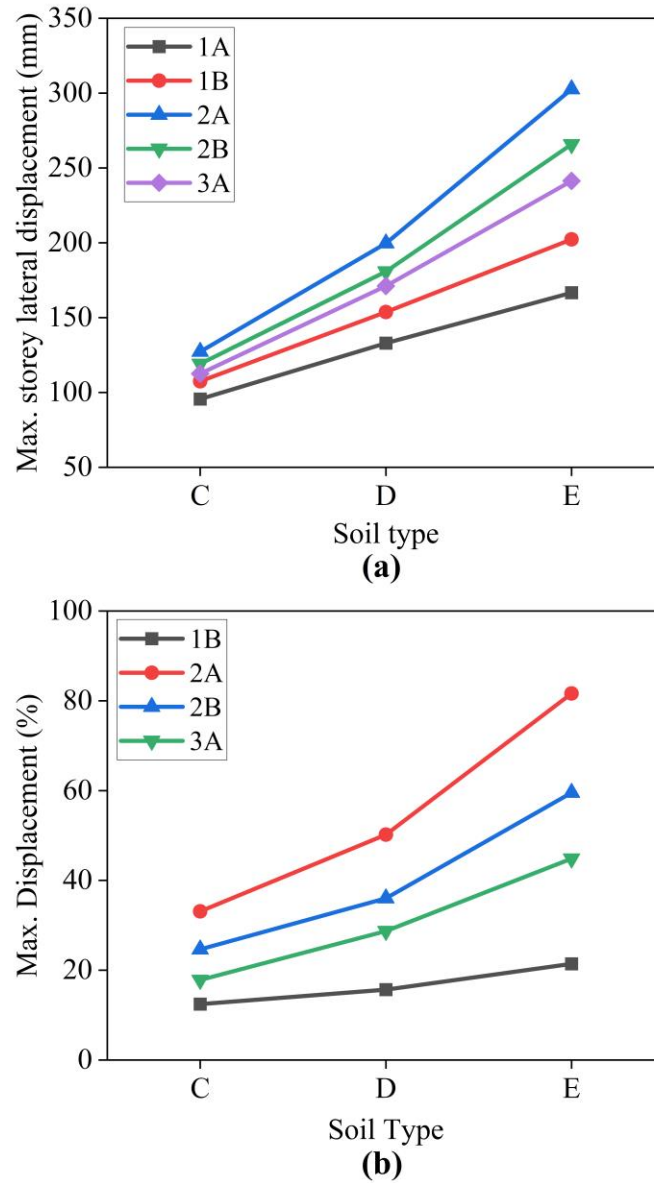 350
300
250
200
150
100
50
Max. storey lateral displacement (mm)
1A
1B
2A
2B
3A
C D E
Soil type
(a)
100
80
60
40
20
0
Max. Displacement (%)
1B
2A
2B
3A
C D E
Soil Type
(b)